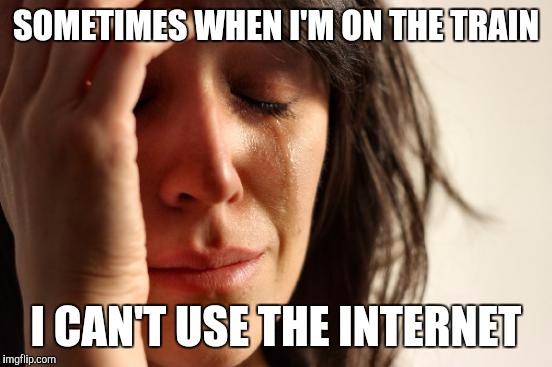 SOMETIMES WHEN I'M ON THE TRAIN
I CAN'T USE THE INTERNET
imgflip.com